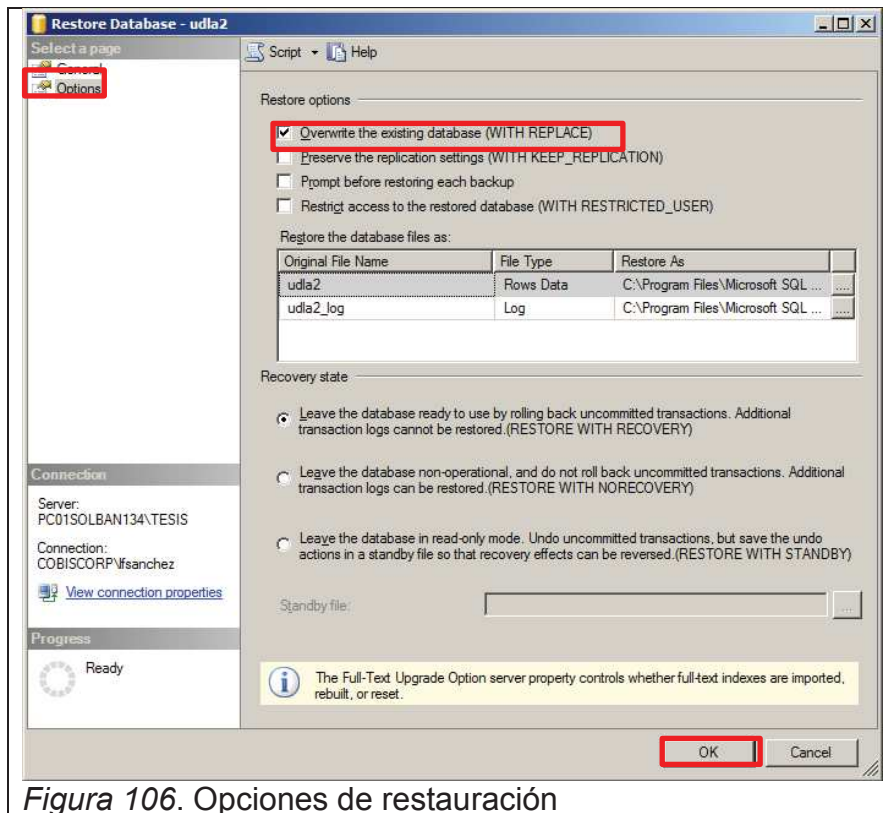 Restore Database - udla2
Select a page
General
Options
Script
Help
Restore options
Overwrite the existing database (WITH REPLACE)
Preserve the replication settings (WITH KEEP_REPLICATION)
Prompt before restoring each backup
Restrict access to the restored database (WITH RESTRICTED_USER)
Restore the database files as:
Original File Name File Type Restore As
udla2 Rows Data C:\Program Files\Microsoft SQL ... ....
udla2_log Log C:\Program Files\Microsoft SQL ... ....
Recovery state
Leave the database ready to use by rolling back uncommitted transactions. Additional
transaction logs cannot be restored.(RESTORE WITH RECOVERY)
Leave the database non-operational, and do not roll back uncommitted transactions. Additional
transaction logs can be restored.(RESTORE WITH NORECOVERY)
Leave the database in read-only mode. Undo uncommitted transactions, but save the undo
actions in a standby file so that recovery effects can be reversed.(RESTORE WITH STANDBY)
Standby file: ...
Connection
Server:
PC01SOLBAN134\TESIS
Connection:
COBISCORP\lfsanchez
View connection properties
Progress
Ready
The Full-Text Upgrade Option server property controls whether full-text indexes are imported,
rebuilt, or reset.
OK Cancel
Figura 106. Opciones de restauración